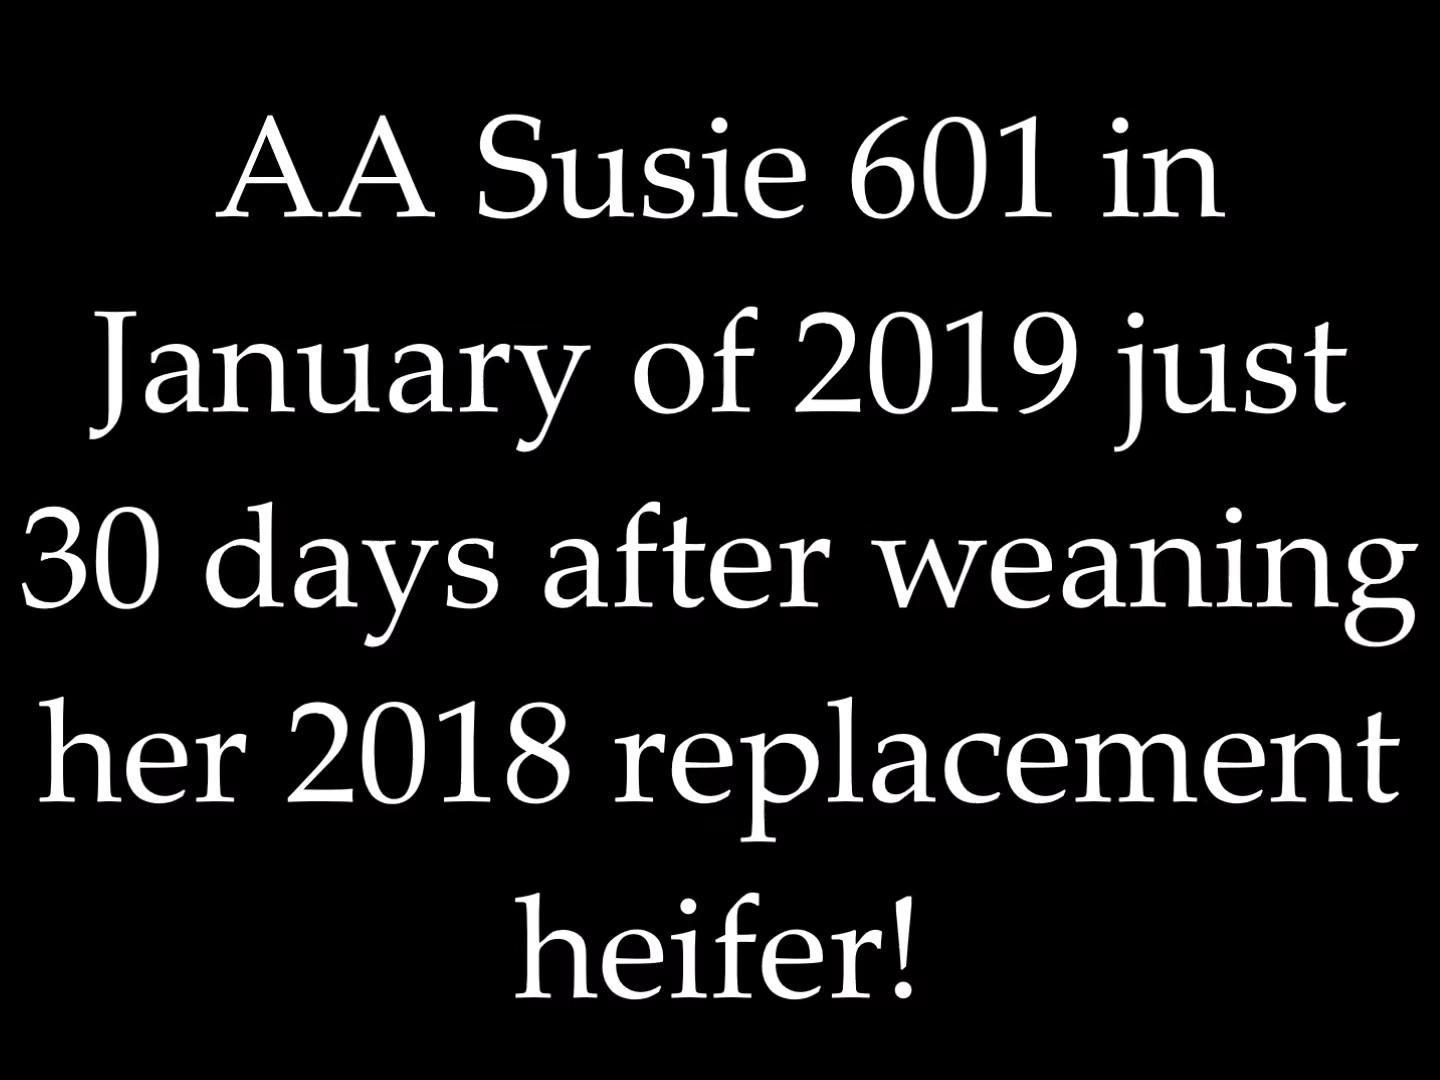 AA Susie 601 in
January of 2019 just
30 days after weaning
her 2018 replacement
heifer!